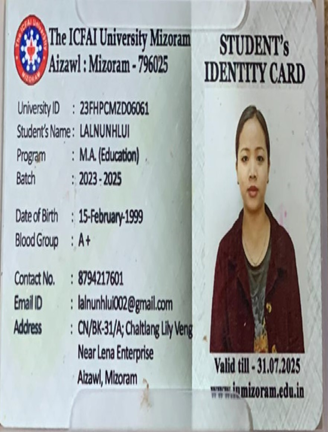 The ICFAI University Mizoram
Aizawl : Mizoram - 796025
STUDENT's
IDENTITY CARD
University ID : 23FHPCMZD06061
Student's Name : LALNUNHLUI
Program : M.A. (Education)
Batch : 2023 - 2025
Date of Birth : 15-February-1999
Blood Group : A+
Contact No. : 8794217601
Email ID : lalnunhlui002@gmail.com
Address : CN/BK-31/A; Chaltlang Lily Veng
Near Lena Enterprise
Aizawl, Mizoram
Valid till - 31.07.2025
inmizoram.edu.in